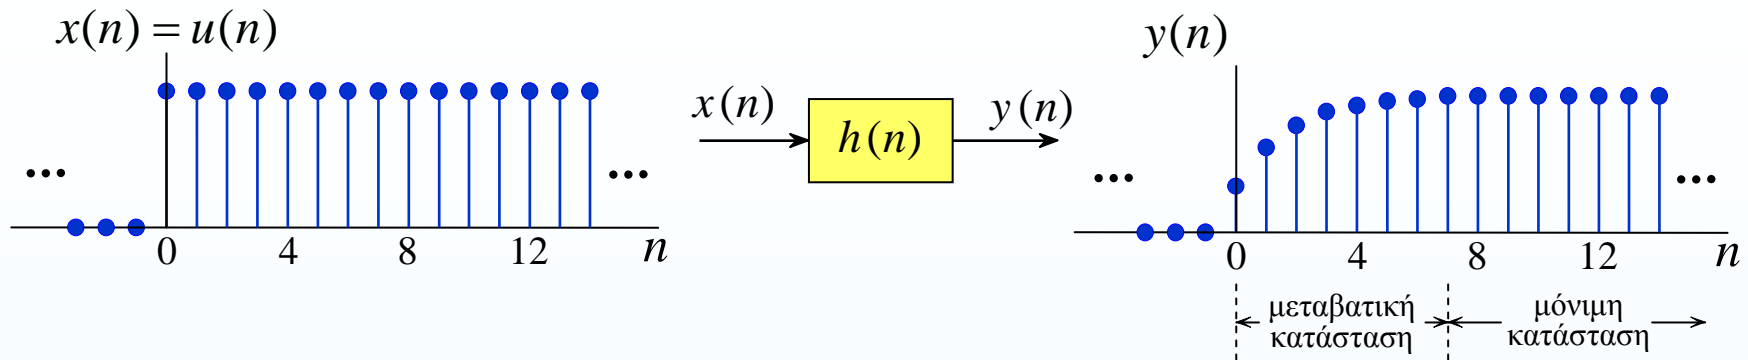 x(n) = u(n)
...
...
0 4 8 12 n
x(n)
h(n)
y(n)
y(n)
...
...
0 4 8 12 n
μεταβατική
κατάσταση
μόνιμη
κατάσταση